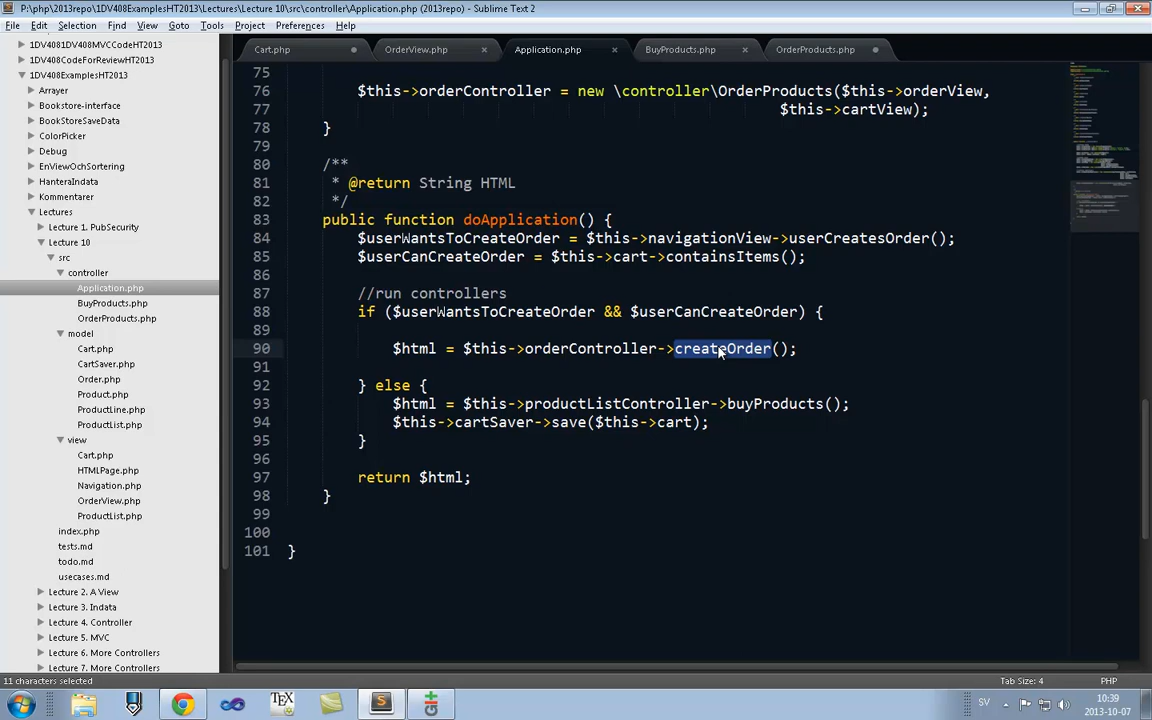 P:\php\2013repo\1DV408ExamplesHT2013\Lectures\Lecture 10\src\controller\Application.php (2013repo) - Sublime Text 2
File Edit Selection Find View Goto Tools Project Preferences Help
1DV4081DV408MVCCodeHT2013
1DV408CodeForReviewHT2013
1DV408ExamplesHT2013
Arrayer
Bookstore-interface
BookStoreSaveData
ColorPicker
Debug
EnViewOchSortering
HanteraIndata
Kommentarer
Lectures
Lecture 1. PubSecurity
Lecture 10
src
controller
Application.php
BuyProducts.php
OrderProducts.php
model
Cart.php
CartSaver.php
Order.php
Product.php
ProductLine.php
ProductList.php
view
Cart.php
HTMLPage.php
Navigation.php
OrderView.php
ProductList.php
index.php
tests.md
todo.md
usecases.md
Lecture 2. A View
Lecture 3. Indata
Lecture 4. Controller
Lecture 5. MVC
Lecture 6. More Controllers
Lecture 7. More Controllers
Cart.php OrderView.php Application.php BuyProducts.php OrderProducts.php
75
76 $this->orderController = new \controller\OrderProducts($this->orderView,
77 $this->cartView);
78 }
79
80 /**
81 * @return String HTML
82 */
83 public function doApplication() {
84 $userWantsToCreateOrder = $this->navigationView->userCreatesOrder();
85 $userCanCreateOrder = $this->cart->containsItems();
86
87 //run controllers
88 if ($userWantsToCreateOrder && $userCanCreateOrder) {
89
90 $html = $this->orderController->createOrder();
91
92 } else {
93 $html = $this->productListController->buyProducts();
94 $this->cartSaver->save($this->cart);
95 }
96
97 return $html;
98 }
99
100
101 }
11 characters selected
Tab Size: 4 PHP
SV
10:39
2013-10-07